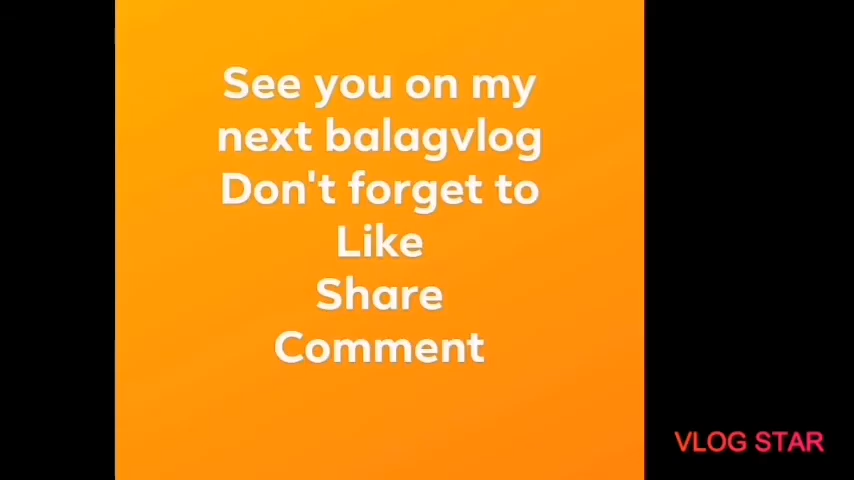 See you on my
next balagvlog
Don't forget to
Like
Share
Comment
VLOG STAR